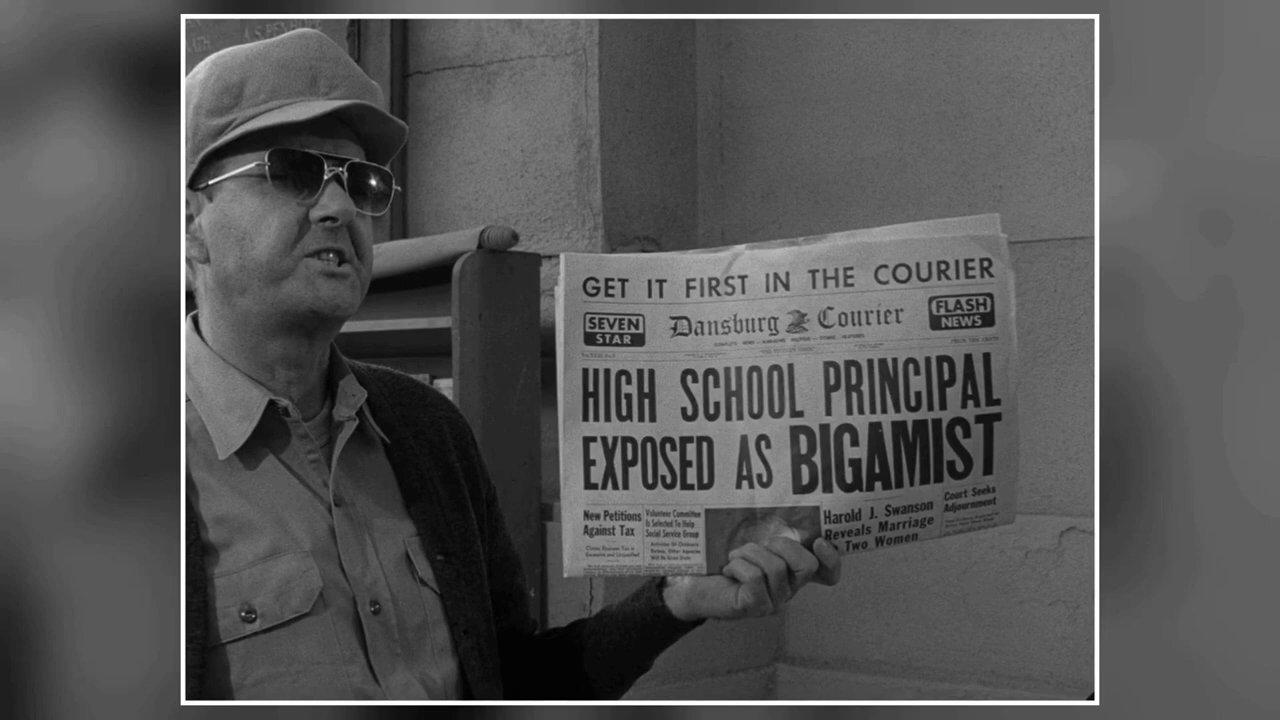 GET IT FIRST IN THE COURIER
SEVEN
STAR
Dansburg Courier
FLASH
NEWS
HIGH SCHOOL PRINCIPAL
EXPOSED AS BIGAMIST
New Petitions
Against Tax
Volunteer Committee
Is Selected To Help
Social Service Group
Harold J. Swanson
Reveals Marriage
Two Women
Court Seeks
Adjournment